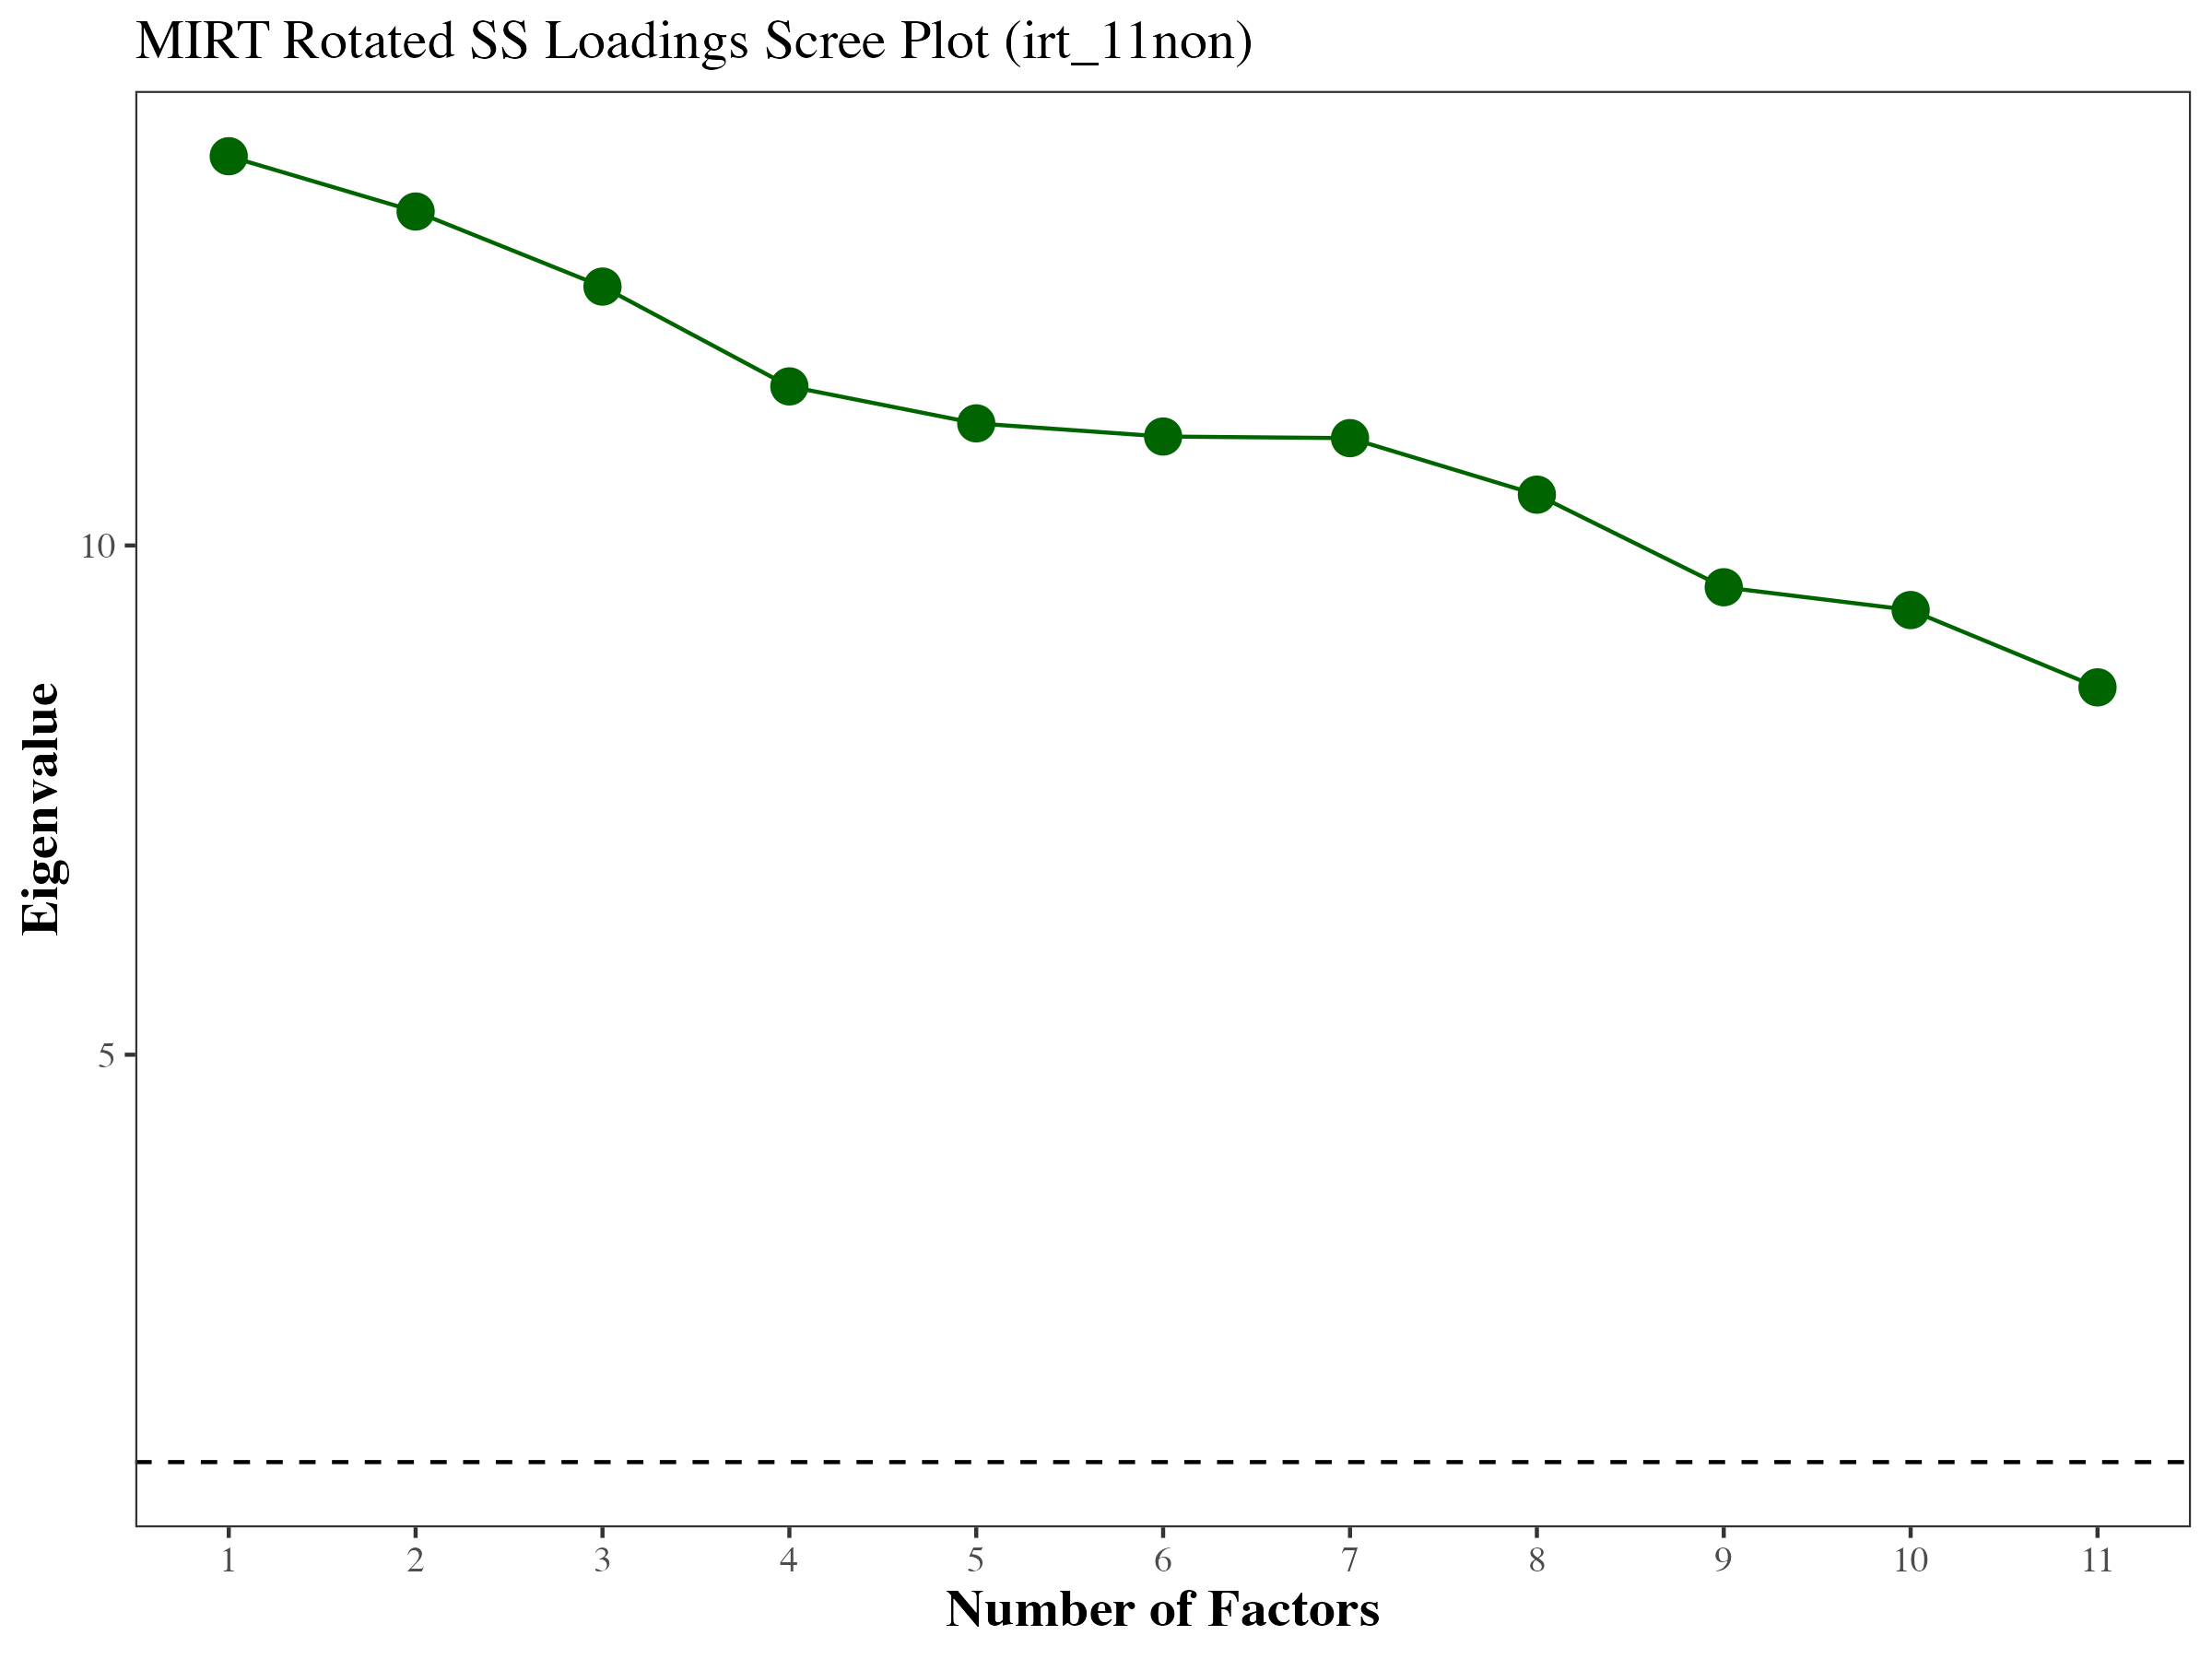 MIRT Rotated SS Loadings Scree Plot (irt_11non)
Eigenvalue
10
5
1 2 3 4 5 6 7 8 9 10 11
Number of Factors